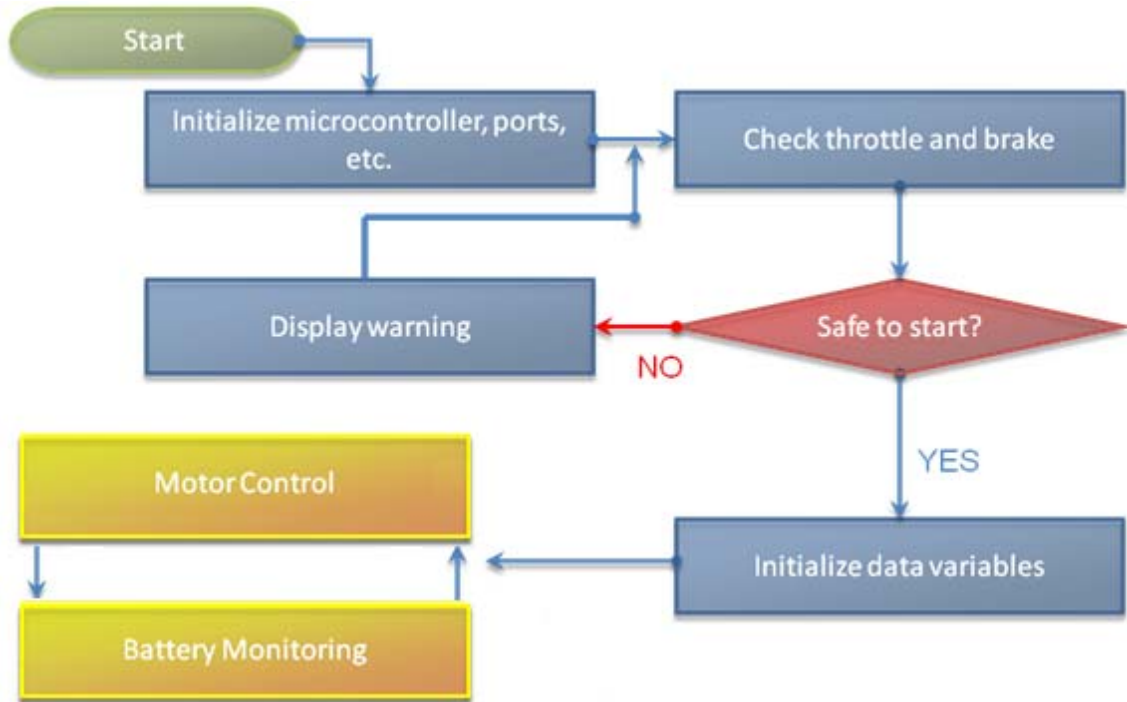 Start
Initialize microcontroller, ports,
etc.
Check throttle and brake
Display warning
Safe to start?
NO
YES
Motor Control
Initialize data variables
Battery Monitoring